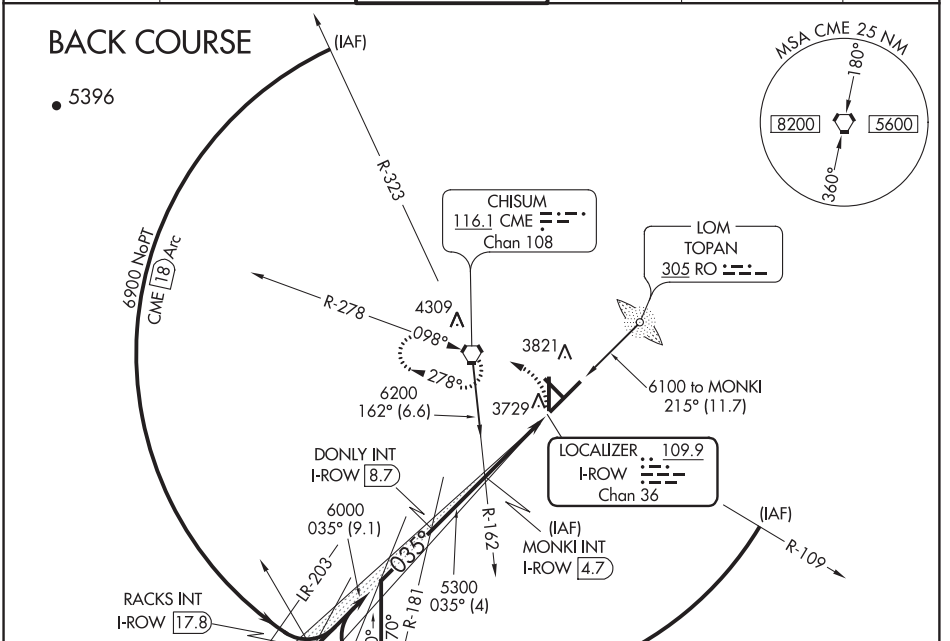 BACK COURSE
(IAF)
5396
MSA CME 25 NM
180°
8200
5600
360°
R-323
CHISUM
116.1 CME
Chan 108
LOM
TOPAN
305 RO
6900 NoPT
CME 18 Arc
R-278
4309
098°
278°
3821
6200
162° (6.6)
3729
6100 to MONKI
215° (11.7)
DONLY INT
I-ROW 8.7
LOCALIZER 109.9
I-ROW
Chan 36
6000
035° (9.1)
035°
R-162
(IAF)
MONKI INT
I-ROW 4.7
(IAF)
R-109
LR-203
R-181
5300
035° (4)
RACKS INT
I-ROW 17.8